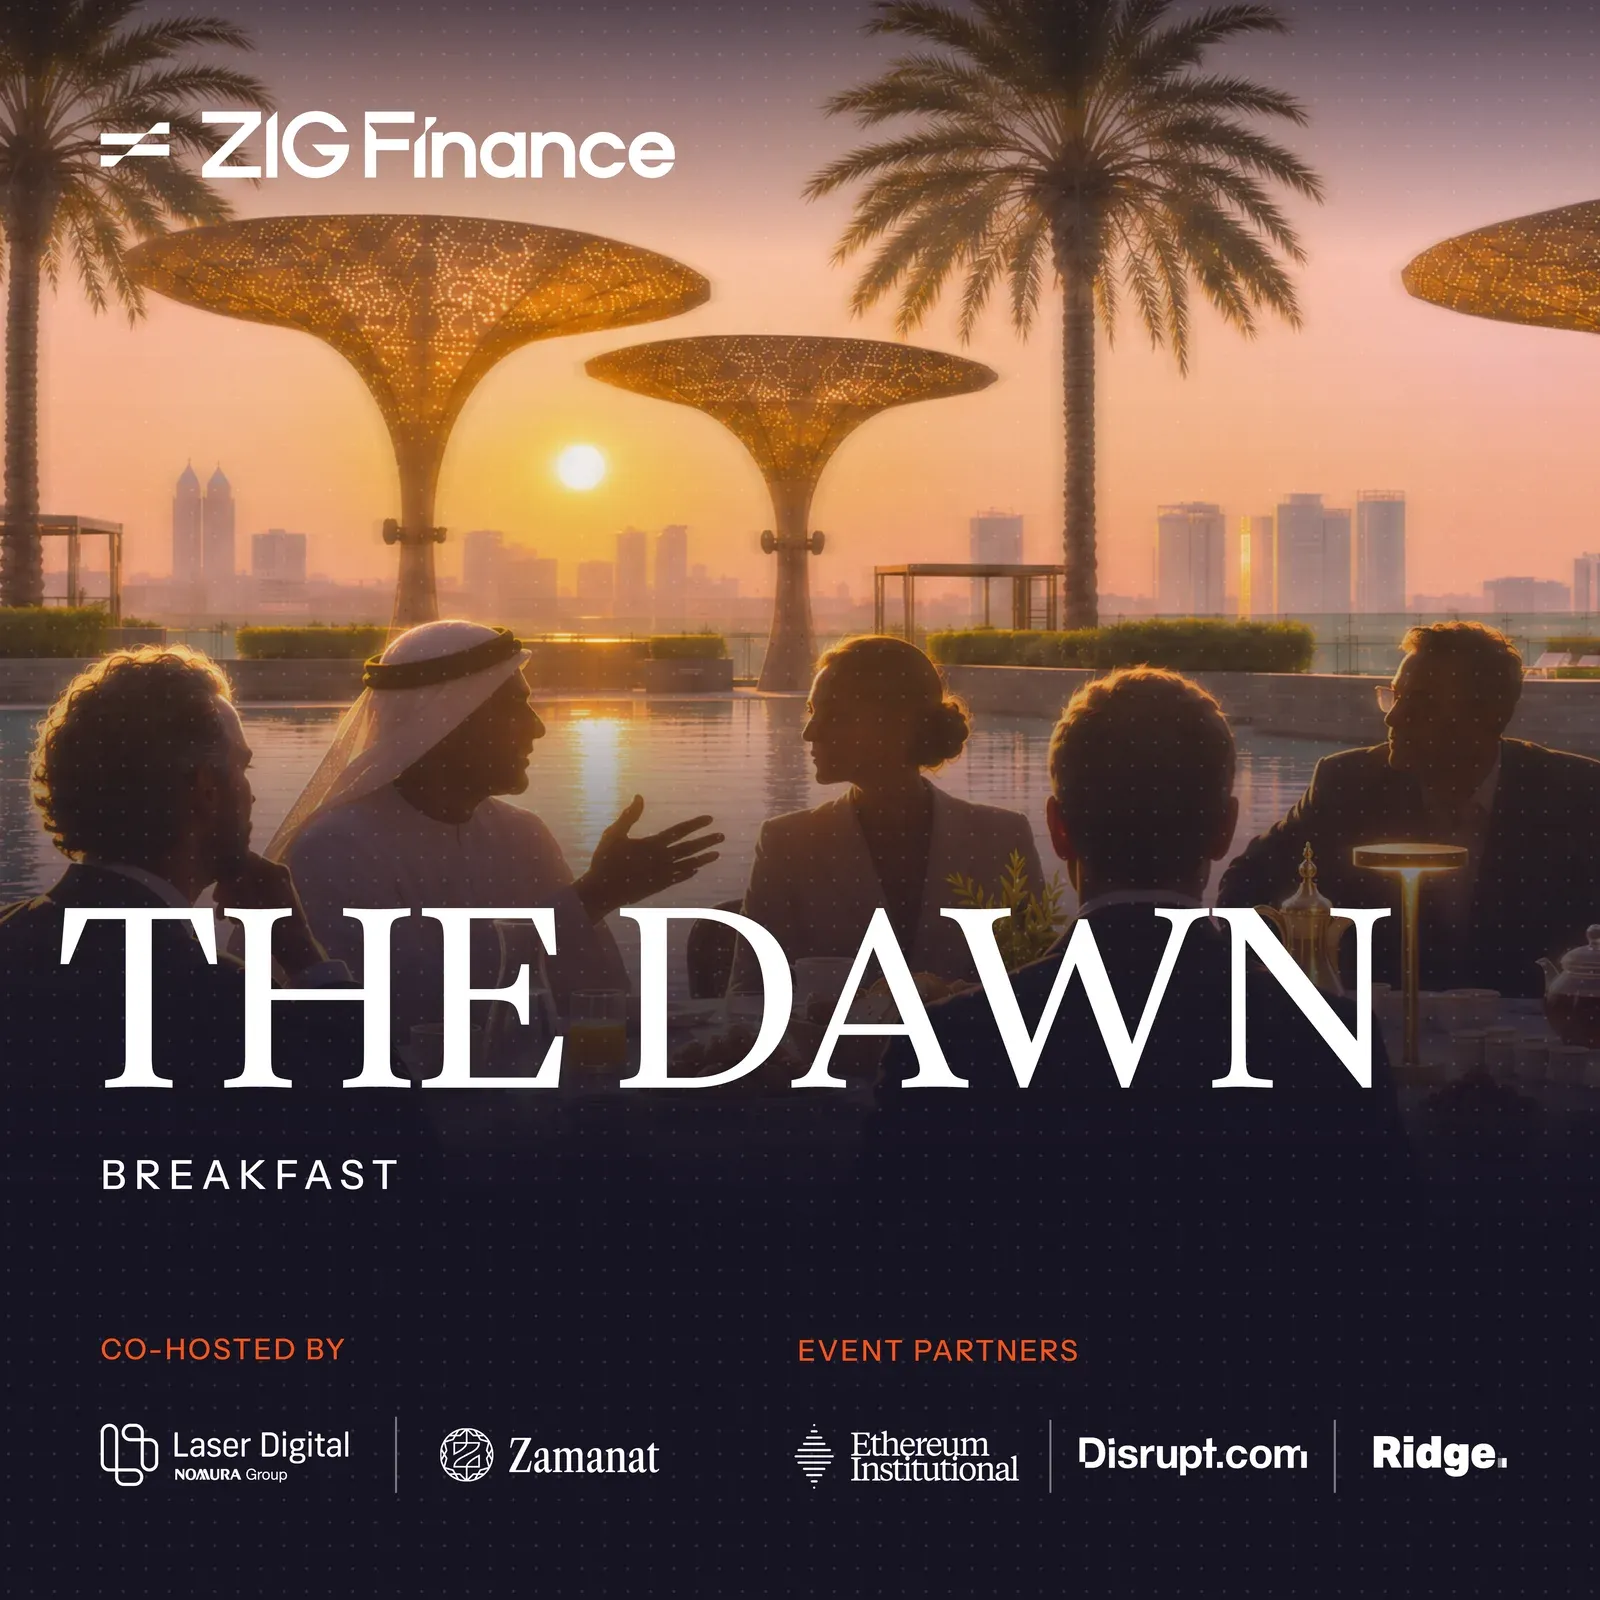 ZIG Finance
THE DAWN
BREAKFAST
CO-HOSTED BY
Laser Digital
NOMURA Group
Zamanat
EVENT PARTNERS
Ethereum
Institutional
Disrupt.com
Ridge.